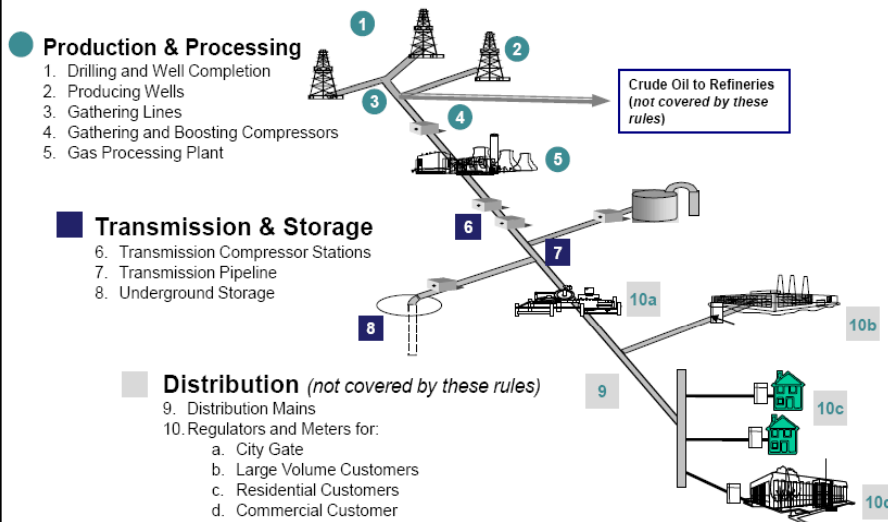 Production & Processing
1. Drilling and Well Completion
2. Producing Wells
3. Gathering Lines
4. Gathering and Boosting Compressors
5. Gas Processing Plant
1
2
3
4
5
Crude Oil to Refineries
(not covered by these
rules)
Transmission & Storage
6. Transmission Compressor Stations
7. Transmission Pipeline
8. Underground Storage
6
7
8
10a
10b
Distribution (not covered by these rules)
9. Distribution Mains
10. Regulators and Meters for:
a. City Gate
b. Large Volume Customers
c. Residential Customers
d. Commercial Customer
9
10c